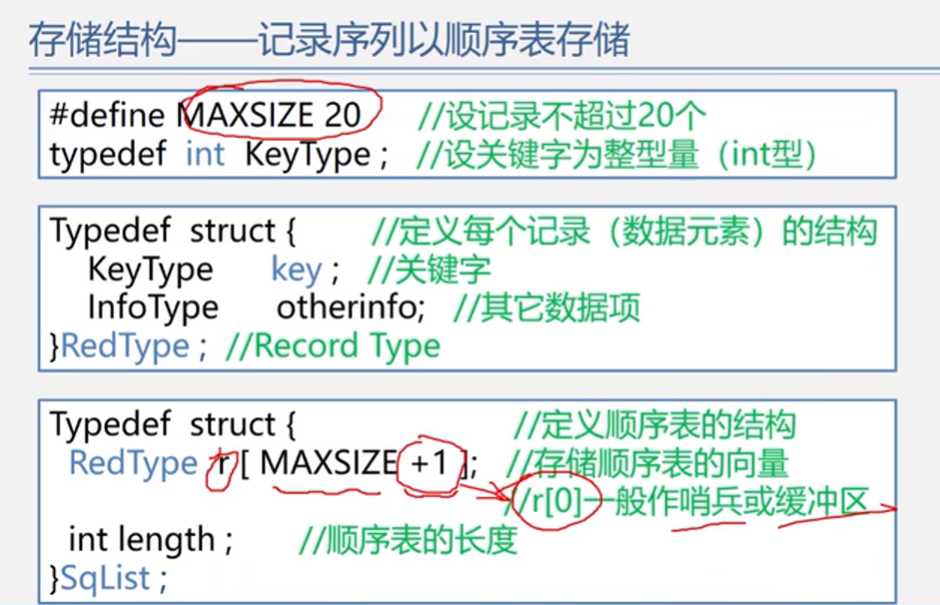 存储结构——记录序列以顺序表存储
#define MAXSIZE 20 //设记录不超过20个
typedef int KeyType ; //设关键字为整型量（int型）
Typedef struct { //定义每个记录（数据元素）的结构
KeyType key ; //关键字
InfoType otherinfo; //其它数据项
}RedType ; //Record Type
Typedef struct { //定义顺序表的结构
RedType r [ MAXSIZE +1 ]; //存储顺序表的向量
//r[0]一般作哨兵或缓冲区
int length ; //顺序表的长度
}SqList ;